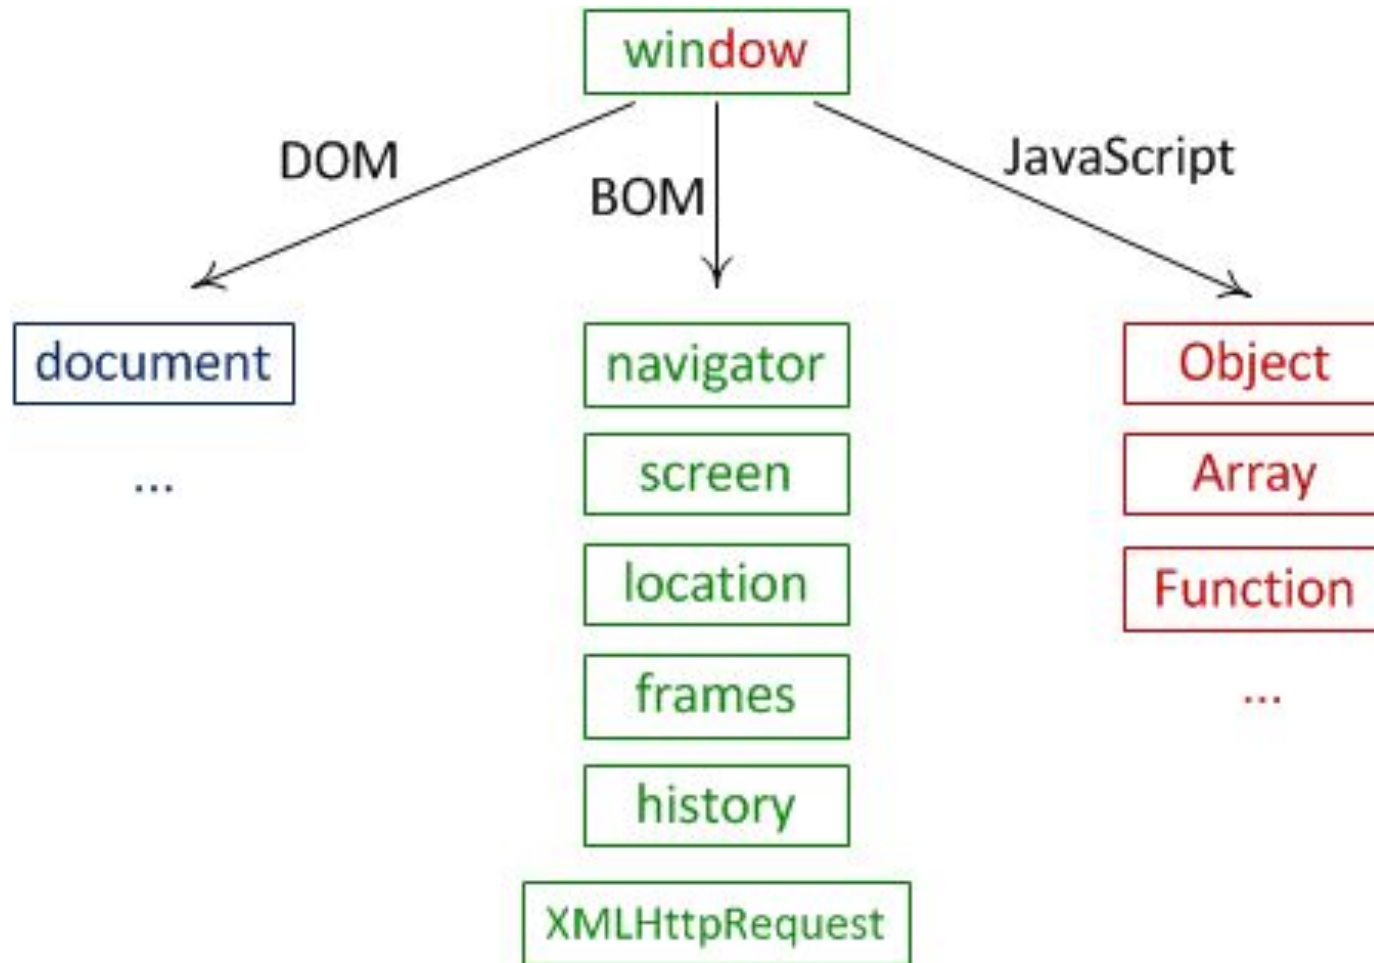 window
DOM
BOM
JavaScript
document
...
navigator
screen
location
frames
history
XMLHttpRequest
Object
Array
Function
...